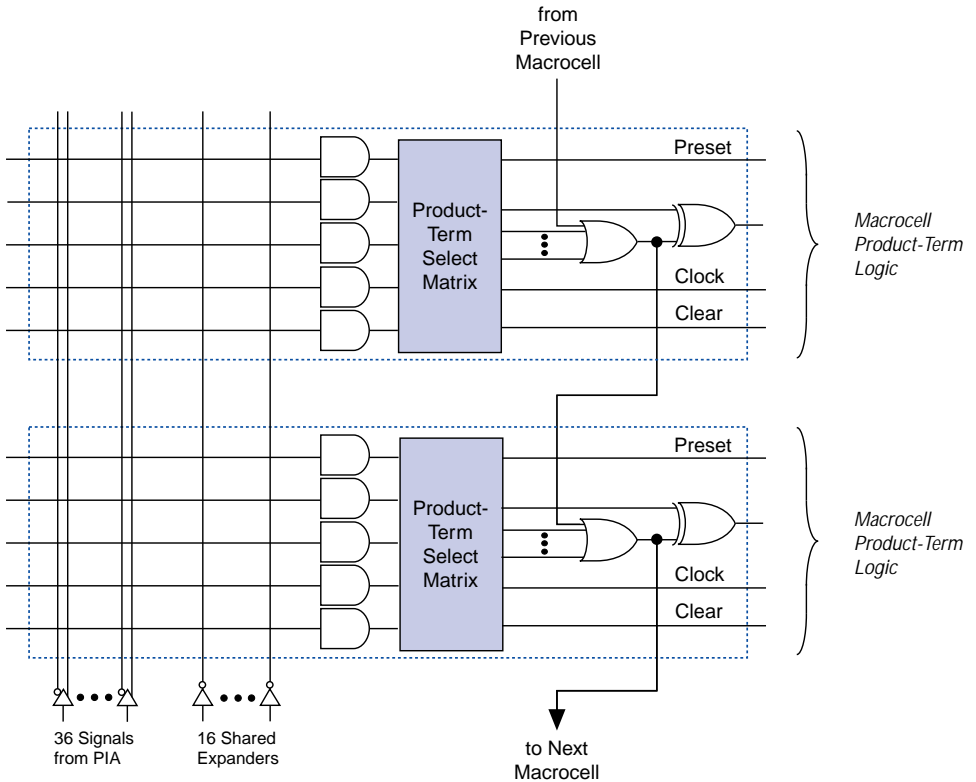 from
Previous
Macrocell
Preset
Product-
Term
Select
Matrix
Clock
Clear
Macrocell
Product-Term
Logic
Preset
Product-
Term
Select
Matrix
Clock
Clear
Macrocell
Product-Term
Logic
36 Signals
from PIA
16 Shared
Expanders
to Next
Macrocell